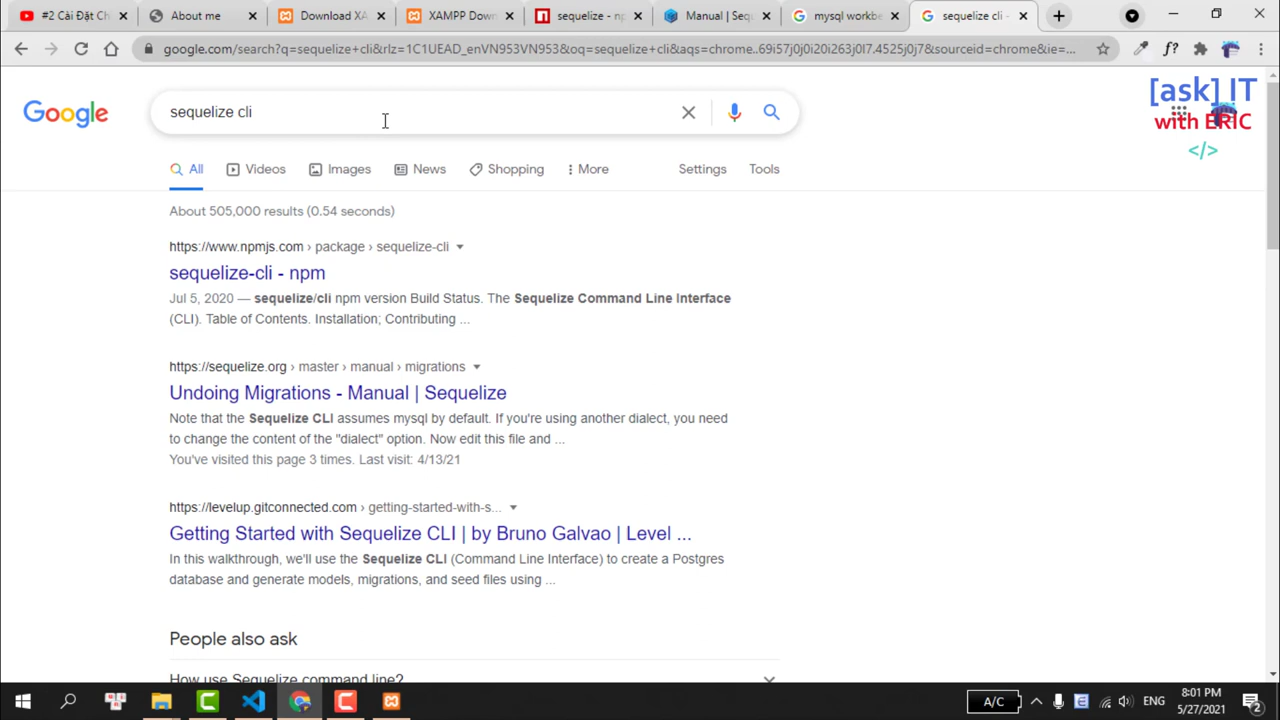 #2 Cài Đặt Ch
About me
Download XA
XAMPP Down
sequelize - np
Manual | Seq
mysql workbe
sequelize cli -
google.com/search?q=sequelize+cli&rlz=1C1UEAD_enVN953VN953&oq=sequelize+cli&aqs=chrome..69i57j0j0i20i263j0l7.4525j0j7&sourceid=chrome&ie=...
f?
[ask] IT
with ERIC
</>
Google
sequelize cli
All
Videos
Images
News
Shopping
More
Settings
Tools
About 505,000 results (0.54 seconds)
https://www.npmjs.com › package › sequelize-cli
sequelize-cli - npm
Jul 5, 2020 — sequelize/cli npm version Build Status. The Sequelize Command Line Interface
(CLI). Table of Contents. Installation; Contributing ...
https://sequelize.org › master › manual › migrations
Undoing Migrations - Manual | Sequelize
Note that the Sequelize CLI assumes mysql by default. If you're using another dialect, you need
to change the content of the "dialect" option. Now edit this file and ...
You've visited this page 3 times. Last visit: 4/13/21
https://levelup.gitconnected.com › getting-started-with-s...
Getting Started with Sequelize CLI | by Bruno Galvao | Level ...
In this walkthrough, we'll use the Sequelize CLI (Command Line Interface) to create a Postgres
database and generate models, migrations, and seed files using ...
People also ask
How use Sequelize command line?
A/C
ENG
8:01 PM
5/27/2021
2